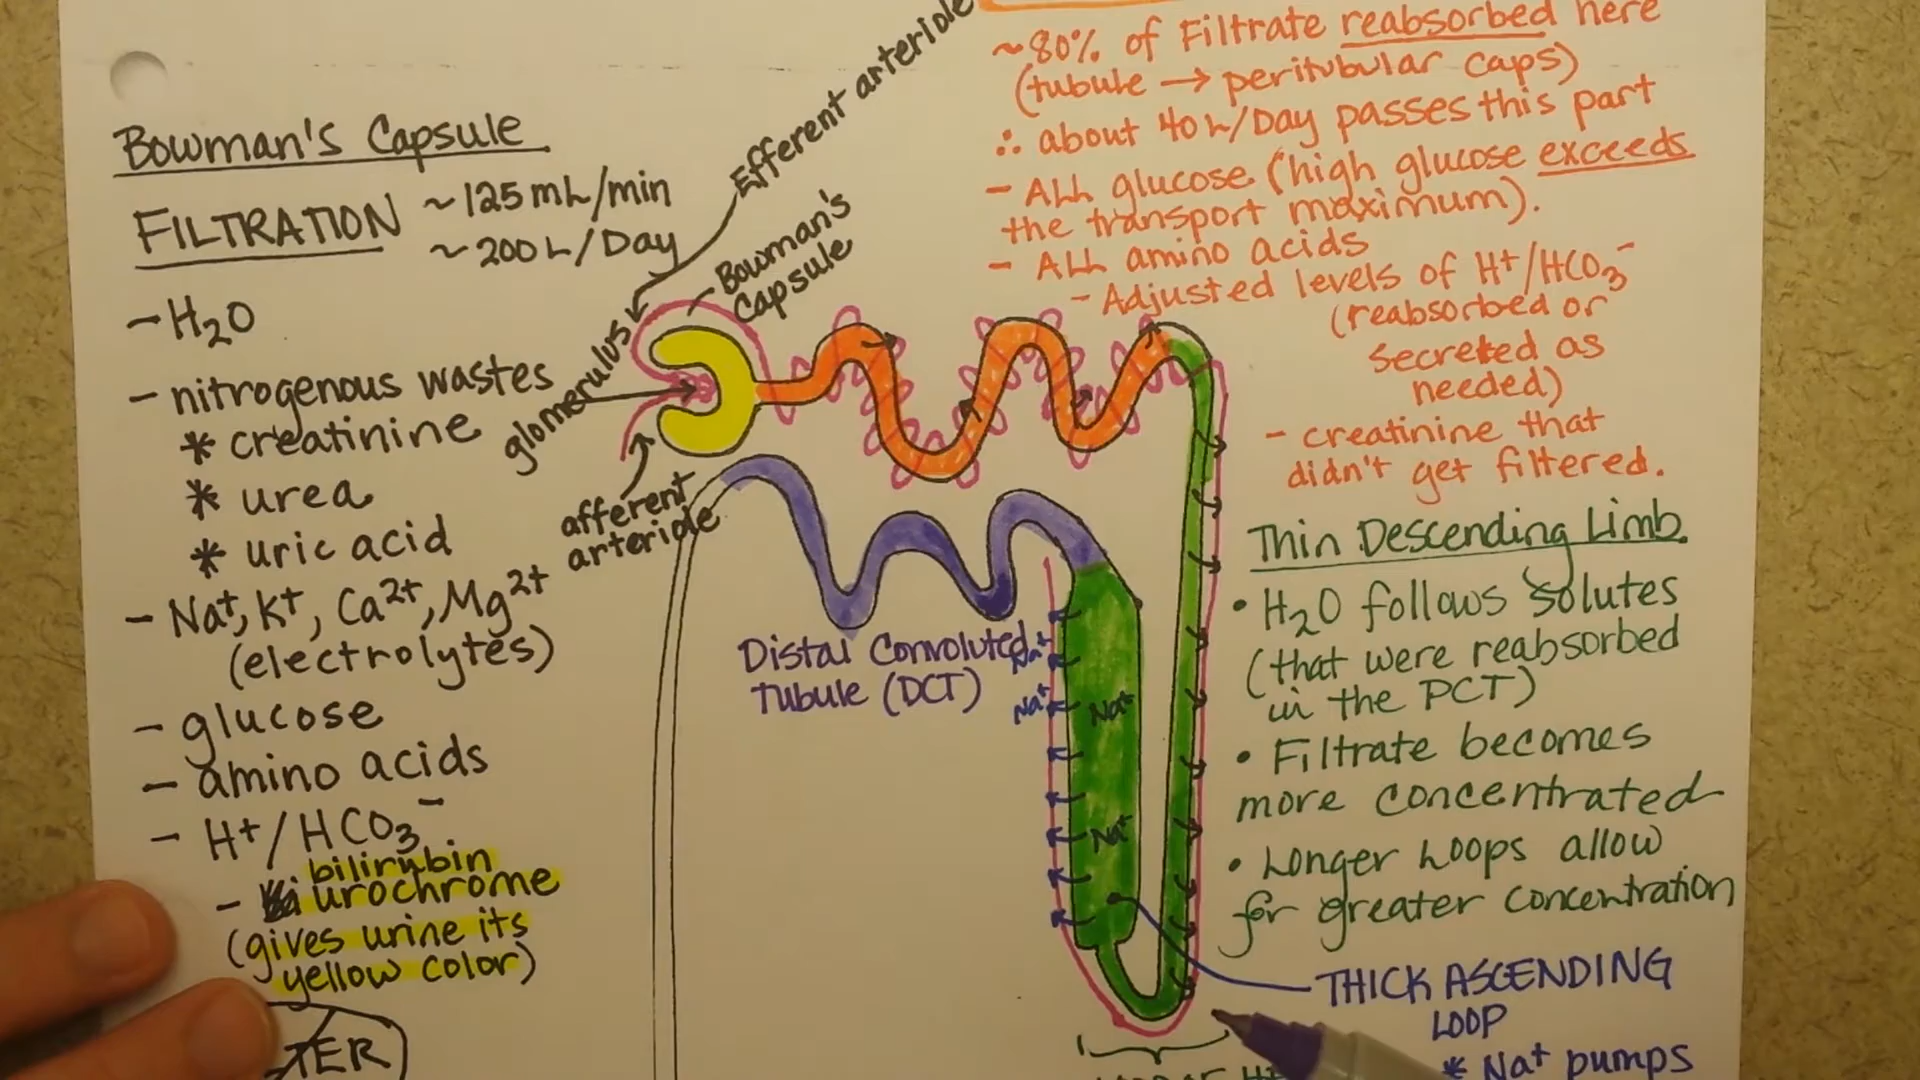 Bowman's Capsule
FILTRATION ~125mL/min
~200L/Day
- H₂O
- nitrogenous wastes
* creatinine
* urea
* uric acid
- Na⁺, K⁺, Ca²⁺, Mg²⁺
(electrolytes)
- glucose
- amino acids
- H⁺/HCO₃⁻
bilirubin
- urochrome
(gives urine its
yellow color)
TER
Efferent arteriole
Bowman's
Capsule
glomerulus
afferent
arteriole
Distal Convoluted
Tubule (DCT)
Na⁺
Na⁺
Na⁺
Na⁺
~80% of Filtrate reabsorbed here
(tubule → peritubular caps)
∴ about 40L/Day passes this part
- ALL glucose (high glucose exceeds
the transport maximum).
- ALL amino acids
- Adjusted levels of H⁺/HCO₃⁻
(reabsorbed or
secreted as
needed)
- creatinine that
didn't get filtered.
Thin Descending Limb
• H₂O follows solutes
(that were reabsorbed
in the PCT)
• Filtrate becomes
more concentrated
• Longer Loops allow
for greater concentration
THICK ASCENDING
LOOP
* Na⁺ pumps